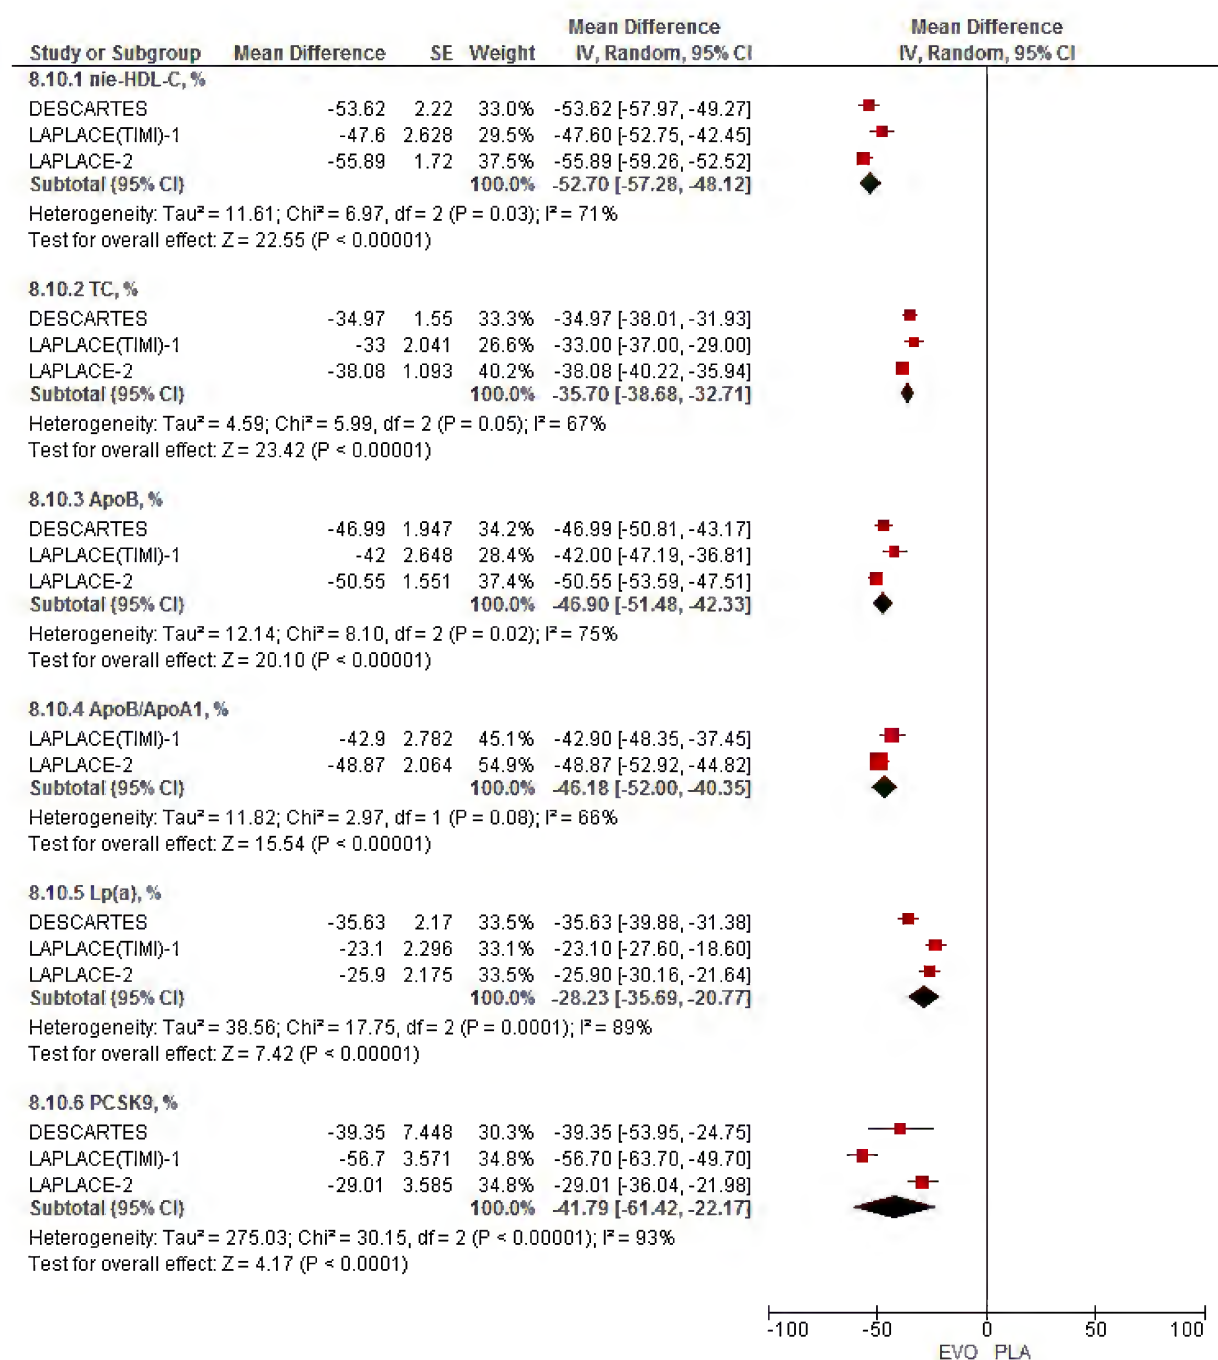 Mean Difference Mean Difference
Study or Subgroup Mean Difference SE Weight IV, Random, 95% CI IV, Random, 95% CI
8.10.1 nie-HDL-C, %
DESCARTES -53.62 2.22 33.0% -53.62 [-57.97, -49.27]
LAPLACE(TIMI)-1 -47.6 2.628 29.5% -47.60 [-52.75, -42.45]
LAPLACE-2 -55.89 1.72 37.5% -55.89 [-59.26, -52.52]
Subtotal (95% CI) 100.0% -52.70 [-57.28, -48.12]
Heterogeneity: Tau² = 11.61; Chi² = 6.97, df = 2 (P = 0.03); I² = 71%
Test for overall effect: Z = 22.55 (P < 0.00001)
8.10.2 TC, %
DESCARTES -34.97 1.55 33.3% -34.97 [-38.01, -31.93]
LAPLACE(TIMI)-1 -33 2.041 26.6% -33.00 [-37.00, -29.00]
LAPLACE-2 -38.08 1.093 40.2% -38.08 [-40.22, -35.94]
Subtotal (95% CI) 100.0% -35.70 [-38.68, -32.71]
Heterogeneity: Tau² = 4.59; Chi² = 5.99, df = 2 (P = 0.05); I² = 67%
Test for overall effect: Z = 23.42 (P < 0.00001)
8.10.3 ApoB, %
DESCARTES -46.99 1.947 34.2% -46.99 [-50.81, -43.17]
LAPLACE(TIMI)-1 -42 2.648 28.4% -42.00 [-47.19, -36.81]
LAPLACE-2 -50.55 1.551 37.4% -50.55 [-53.59, -47.51]
Subtotal (95% CI) 100.0% -46.90 [-51.48, -42.33]
Heterogeneity: Tau² = 12.14; Chi² = 8.10, df = 2 (P = 0.02); I² = 75%
Test for overall effect: Z = 20.10 (P < 0.00001)
8.10.4 ApoB/ApoA1, %
LAPLACE(TIMI)-1 -42.9 2.782 45.1% -42.90 [-48.35, -37.45]
LAPLACE-2 -48.87 2.064 54.9% -48.87 [-52.92, -44.82]
Subtotal (95% CI) 100.0% -46.18 [-52.00, -40.35]
Heterogeneity: Tau² = 11.82; Chi² = 2.97, df = 1 (P = 0.08); I² = 66%
Test for overall effect: Z = 15.54 (P < 0.00001)
8.10.5 Lp(a), %
DESCARTES -35.63 2.17 33.5% -35.63 [-39.88, -31.38]
LAPLACE(TIMI)-1 -23.1 2.296 33.1% -23.10 [-27.60, -18.60]
LAPLACE-2 -25.9 2.175 33.5% -25.90 [-30.16, -21.64]
Subtotal (95% CI) 100.0% -28.23 [-35.69, -20.77]
Heterogeneity: Tau² = 38.56; Chi² = 17.75, df = 2 (P = 0.0001); I² = 89%
Test for overall effect: Z = 7.42 (P < 0.00001)
8.10.6 PCSK9, %
DESCARTES -39.35 7.448 30.3% -39.35 [-53.95, -24.75]
LAPLACE(TIMI)-1 -56.7 3.571 34.8% -56.70 [-63.70, -49.70]
LAPLACE-2 -29.01 3.585 34.8% -29.01 [-36.04, -21.98]
Subtotal (95% CI) 100.0% -41.79 [-61.42, -22.17]
Heterogeneity: Tau² = 275.03; Chi² = 30.15, df = 2 (P < 0.00001); I² = 93%
Test for overall effect: Z = 4.17 (P < 0.0001)
-100 -50 0 50 100
EVO PLA